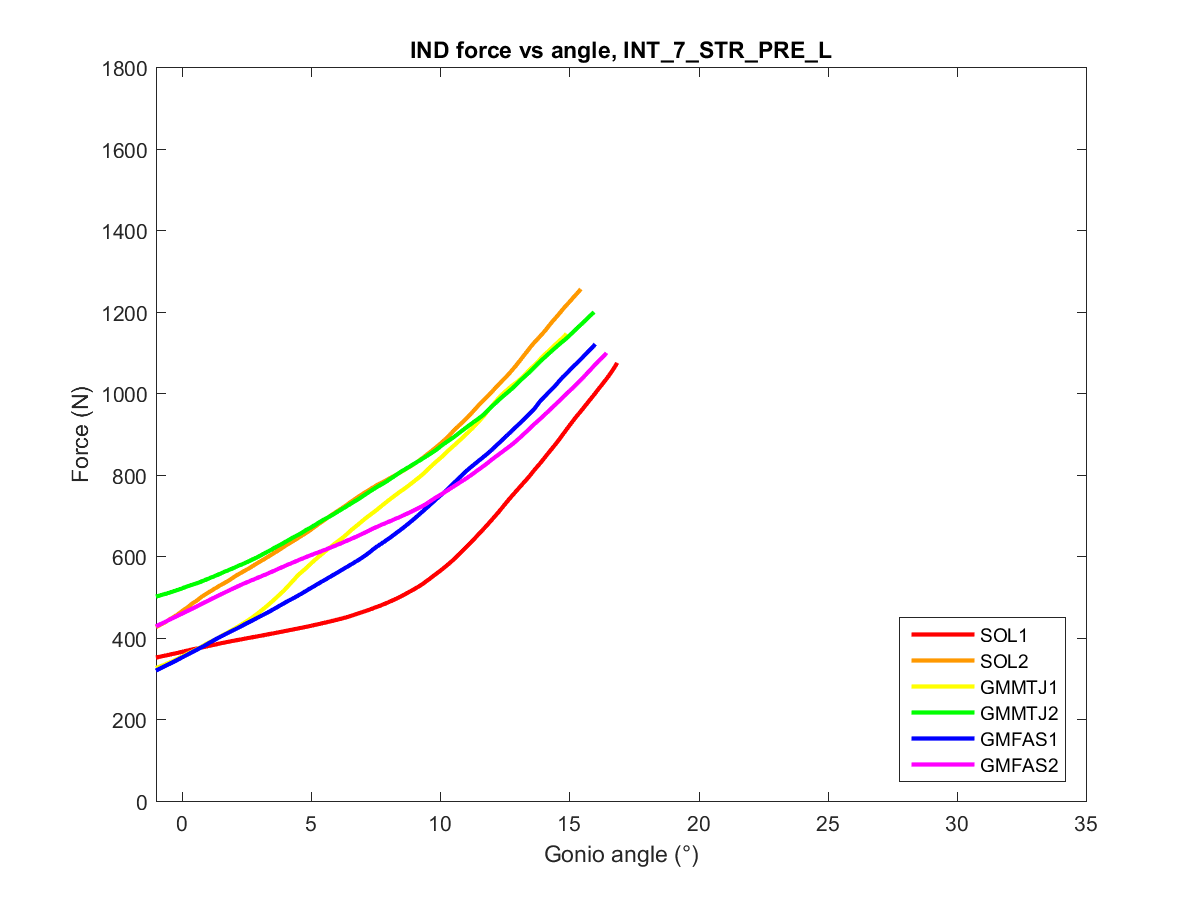 IND force vs angle, INT_7_STR_PRE_L
1800
1600
1400
1200
1000
800
600
400
200
0
Force (N)
0 5 10 15 20 25 30 35
Gonio angle (°)
SOL1
SOL2
GMMTJ1
GMMTJ2
GMFAS1
GMFAS2